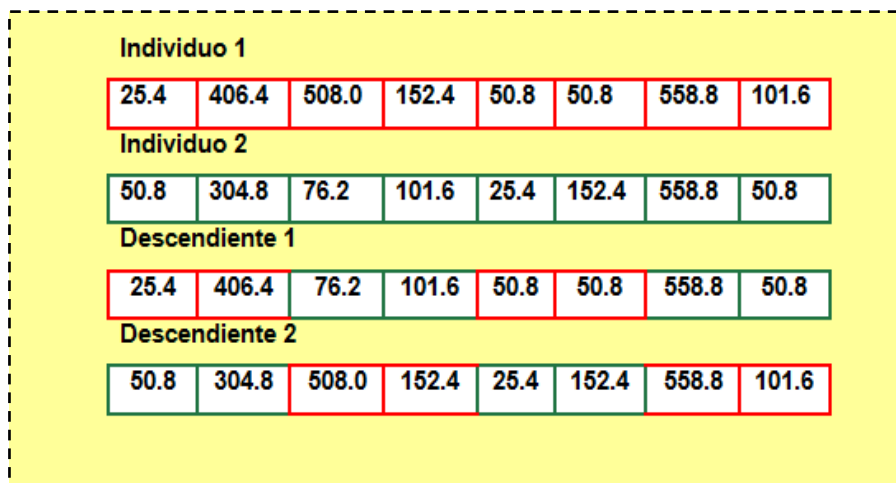 Individuo 1
25.4 406.4 508.0 152.4 50.8 50.8 558.8 101.6
Individuo 2
50.8 304.8 76.2 101.6 25.4 152.4 558.8 50.8
Descendiente 1
25.4 406.4 76.2 101.6 50.8 50.8 558.8 50.8
Descendiente 2
50.8 304.8 508.0 152.4 25.4 152.4 558.8 101.6